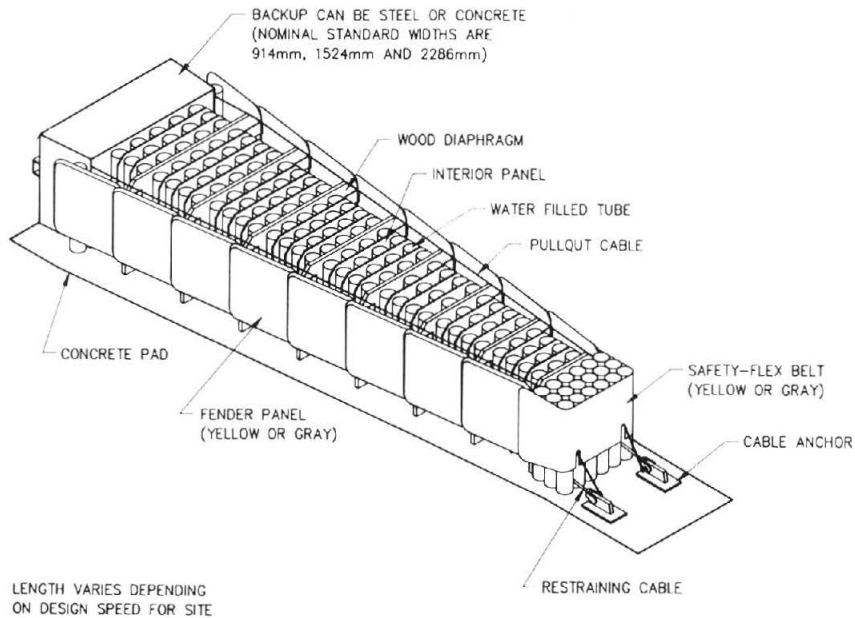 BACKUP CAN BE STEEL OR CONCRETE
(NOMINAL STANDARD WIDTHS ARE
914mm, 1524mm AND 2286mm)
WOOD DIAPHRAGM
INTERIOR PANEL
WATER FILLED TUBE
PULLOUT CABLE
CONCRETE PAD
FENDER PANEL
(YELLOW OR GRAY)
SAFETY-FLEX BELT
(YELLOW OR GRAY)
CABLE ANCHOR
RESTRAINING CABLE
LENGTH VARIES DEPENDING
ON DESIGN SPEED FOR SITE